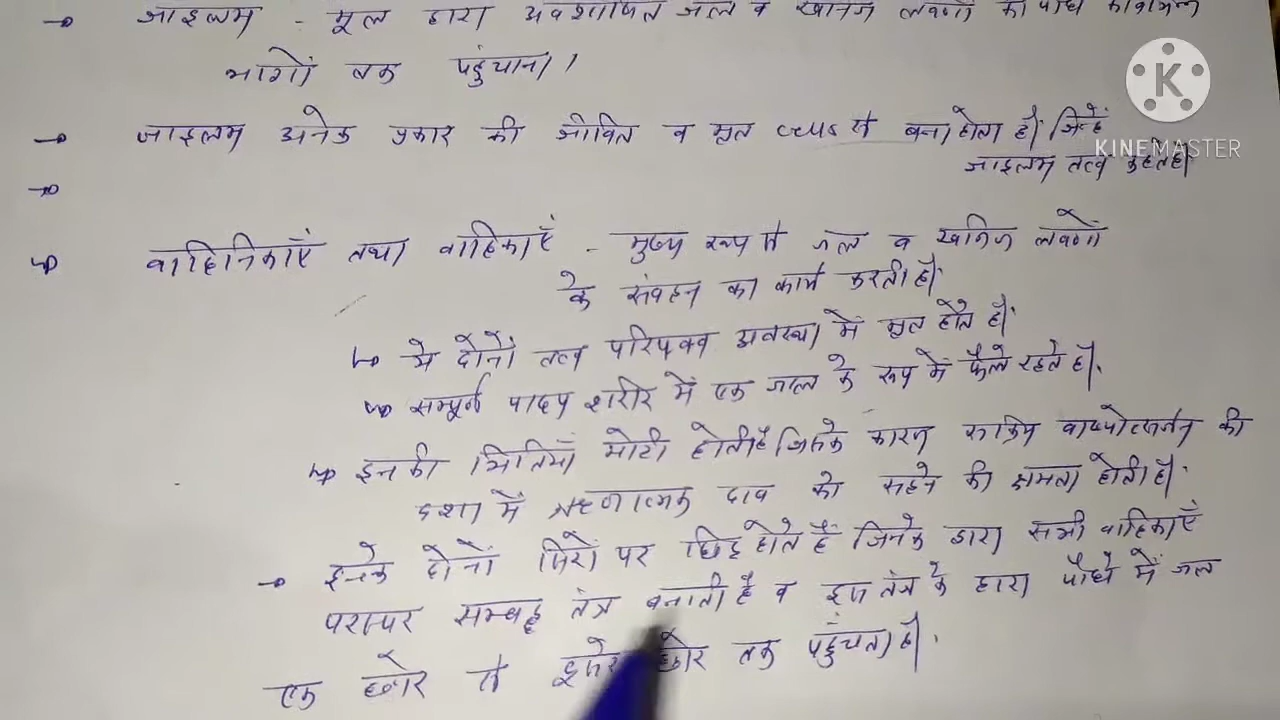 → जाइलम - मूल द्वारा अवशोषित जल व खनिज लवणों को पौधे के
भागों तक पहुंचाना।
→ जाइलम अनेक प्रकार की जीवित व मृत cells से बना होता है। जिन्हें
जाइलम तत्व कहते हैं।
→
↳ वाहिनिकाएँ तथा वाहिकाएँ - मुख्य रूप से जल व खनिज लवणों
के संवहन का कार्य करती हैं।
↳ ये दोनों तत्व परिपक्व अवस्था में मृत होते हैं।
↳ सम्पूर्ण पादप शरीर में एक जाल के रूप में फैले रहते हैं।
↳ इनकी भित्तियाँ मोटी होती हैं जिसके कारण सक्रिय वाष्पोत्सर्जन की
दशा में ऋणात्मक दाब को सहने की क्षमता होती है।
→ इनके दोनों सिरों पर छिद्र होते हैं जिनके द्वारा सभी वाहिकाएँ
परस्पर सम्बद्ध तंत्र बनाती है व इस तंत्र के द्वारा पौधे में जल
एक छोर से दूसरे छोर तक पहुंचता है।
K
KINEMASTER